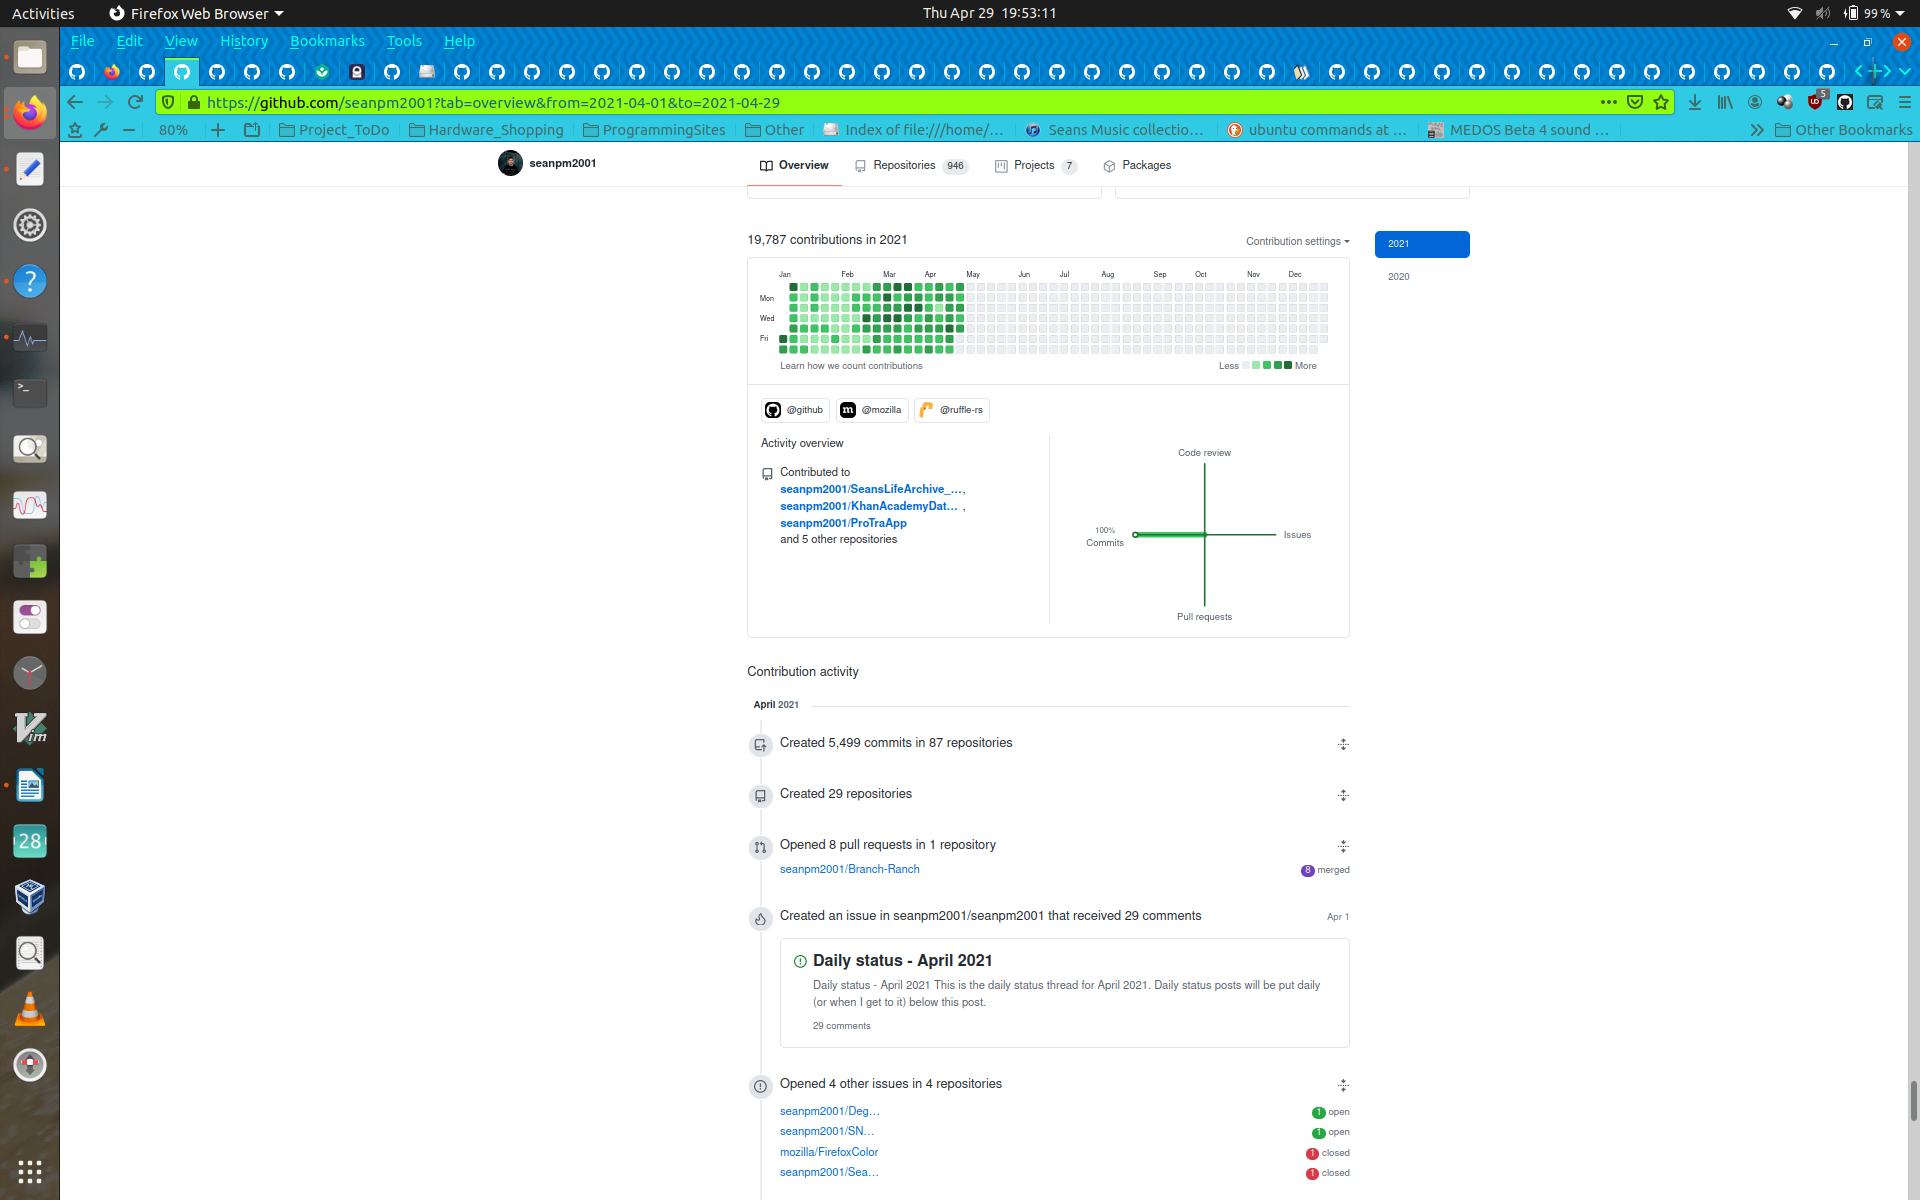 Activities Firefox Web Browser Thu Apr 29 19:53:11 99 %
File Edit View History Bookmarks Tools Help
https://github.com/seanpm2001?tab=overview&from=2021-04-01&to=2021-04-29 5
80% Project_ToDo Hardware_Shopping ProgrammingSites Other Index of file:///home/... Seans Music collectio... ubuntu commands at ... MEDOS Beta 4 sound ... Other Bookmarks
seanpm2001 Overview Repositories 946 Projects 7 Packages
19,787 contributions in 2021 Contribution settings 2021
2020
Jan Feb Mar Apr May Jun Jul Aug Sep Oct Nov Dec
Mon
Wed
Fri
Learn how we count contributions Less More
@github m @mozilla @ruffle-rs
Activity overview
Contributed to
seanpm2001/SeansLifeArchive_...,
seanpm2001/KhanAcademyDat... ,
seanpm2001/ProTraApp
and 5 other repositories
Code review
100%
Commits
Issues
Pull requests
Contribution activity
April 2021
Created 5,499 commits in 87 repositories
Created 29 repositories
Opened 8 pull requests in 1 repository
seanpm2001/Branch-Ranch 8 merged
Created an issue in seanpm2001/seanpm2001 that received 29 comments Apr 1
Daily status - April 2021
Daily status - April 2021 This is the daily status thread for April 2021. Daily status posts will be put daily
(or when I get to it) below this post.
29 comments
Opened 4 other issues in 4 repositories
seanpm2001/Deg... 1 open
seanpm2001/SN... 1 open
mozilla/FirefoxColor 1 closed
seanpm2001/Sea... 1 closed
?
>_
Vim
28